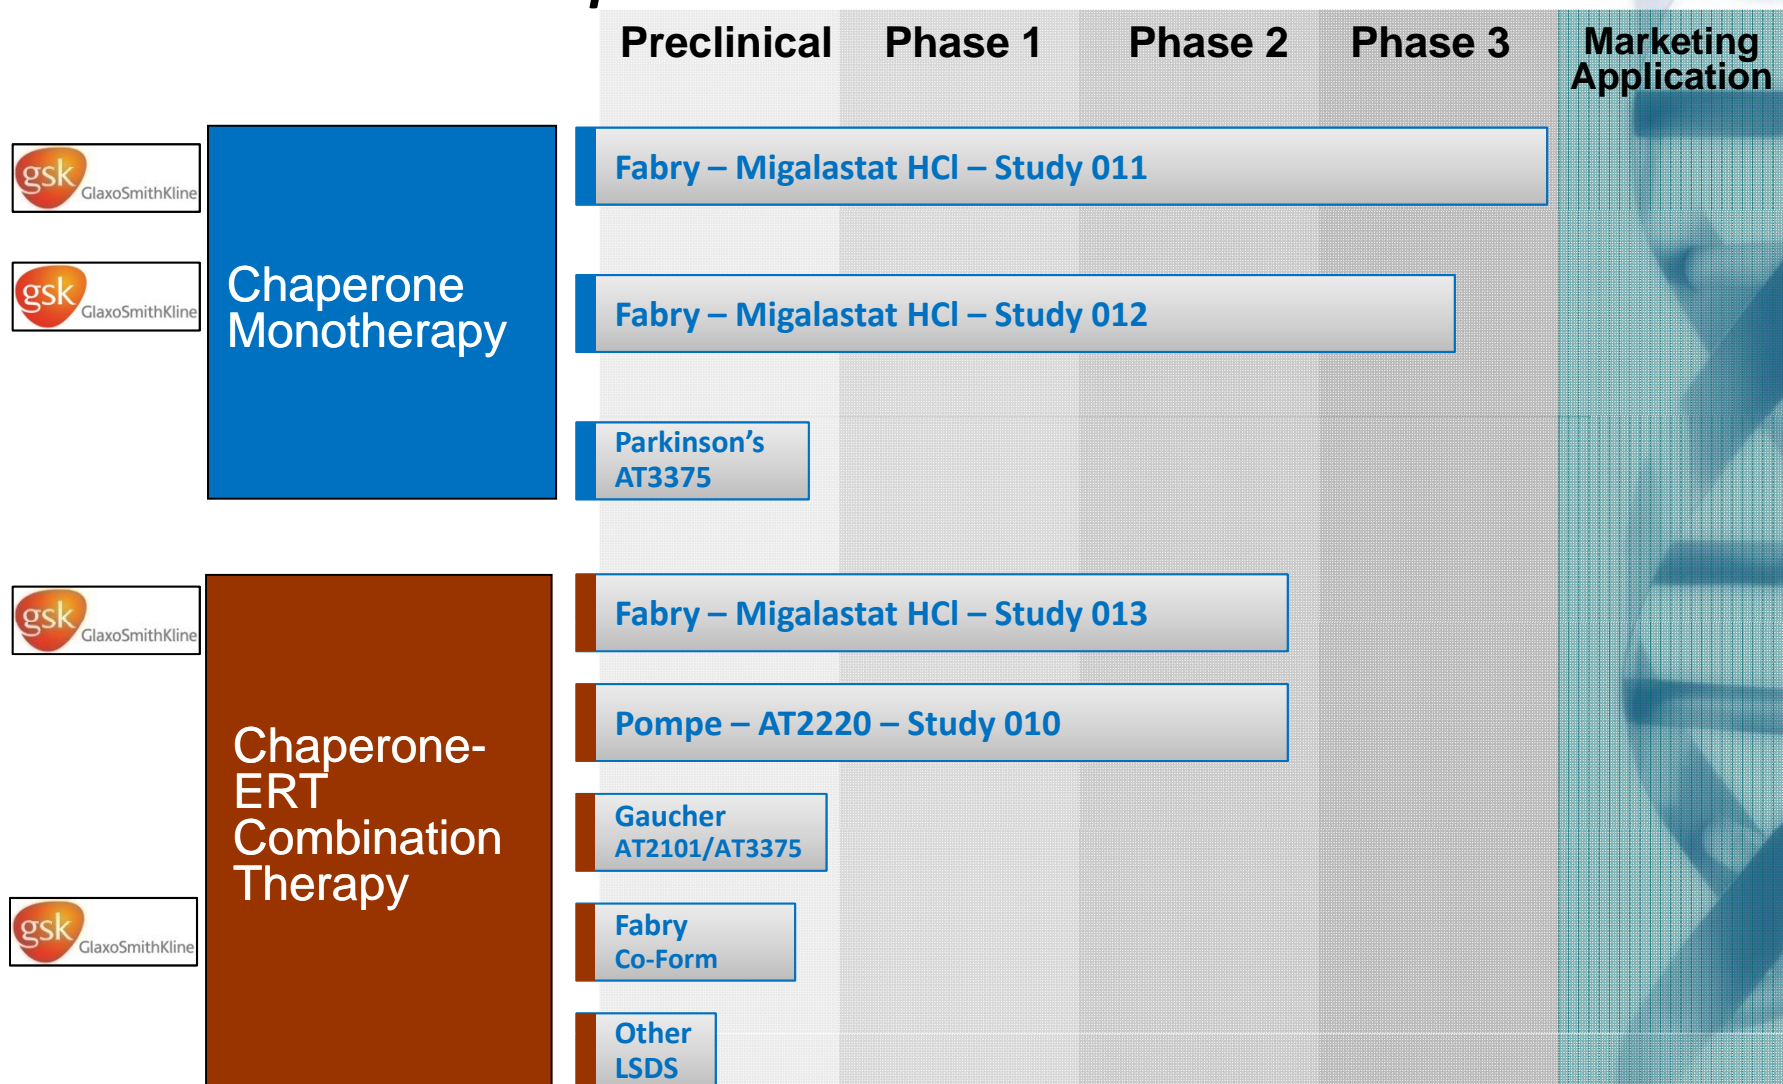 Preclinical Phase 1 Phase 2 Phase 3 Marketing
Application
gsk GlaxoSmithKline
Fabry – Migalastat HCl – Study 011
gsk GlaxoSmithKline
Chaperone
Monotherapy
Fabry – Migalastat HCl – Study 012
Parkinson’s
AT3375
gsk GlaxoSmithKline
Fabry – Migalastat HCl – Study 013
Pompe – AT2220 – Study 010
Chaperone-
ERT
Combination
Therapy
Gaucher
AT2101/AT3375
gsk GlaxoSmithKline
Fabry
Co-Form
Other
LSDS